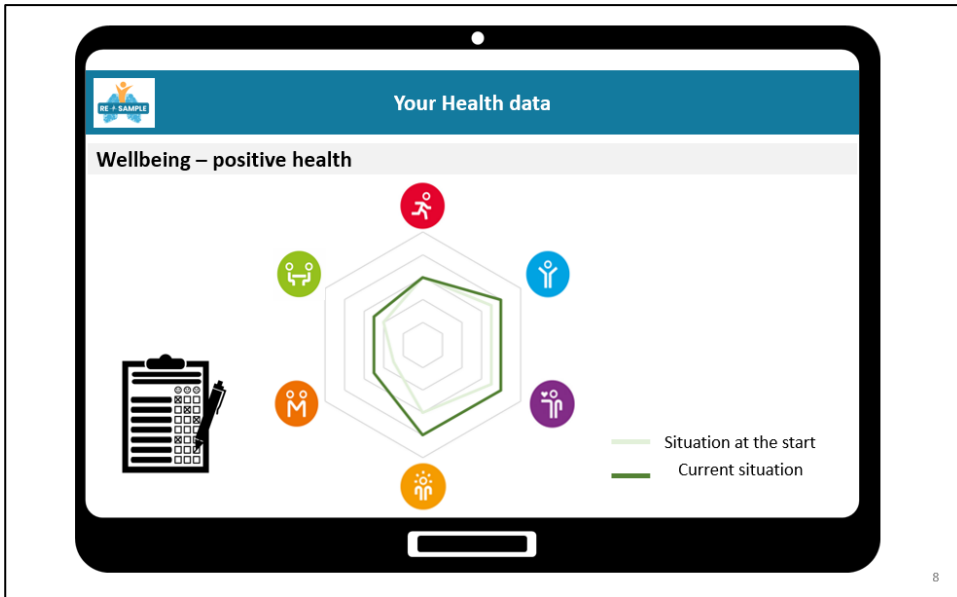 RE SAMPLE
Your Health data
Wellbeing – positive health
Situation at the start
Current situation
8